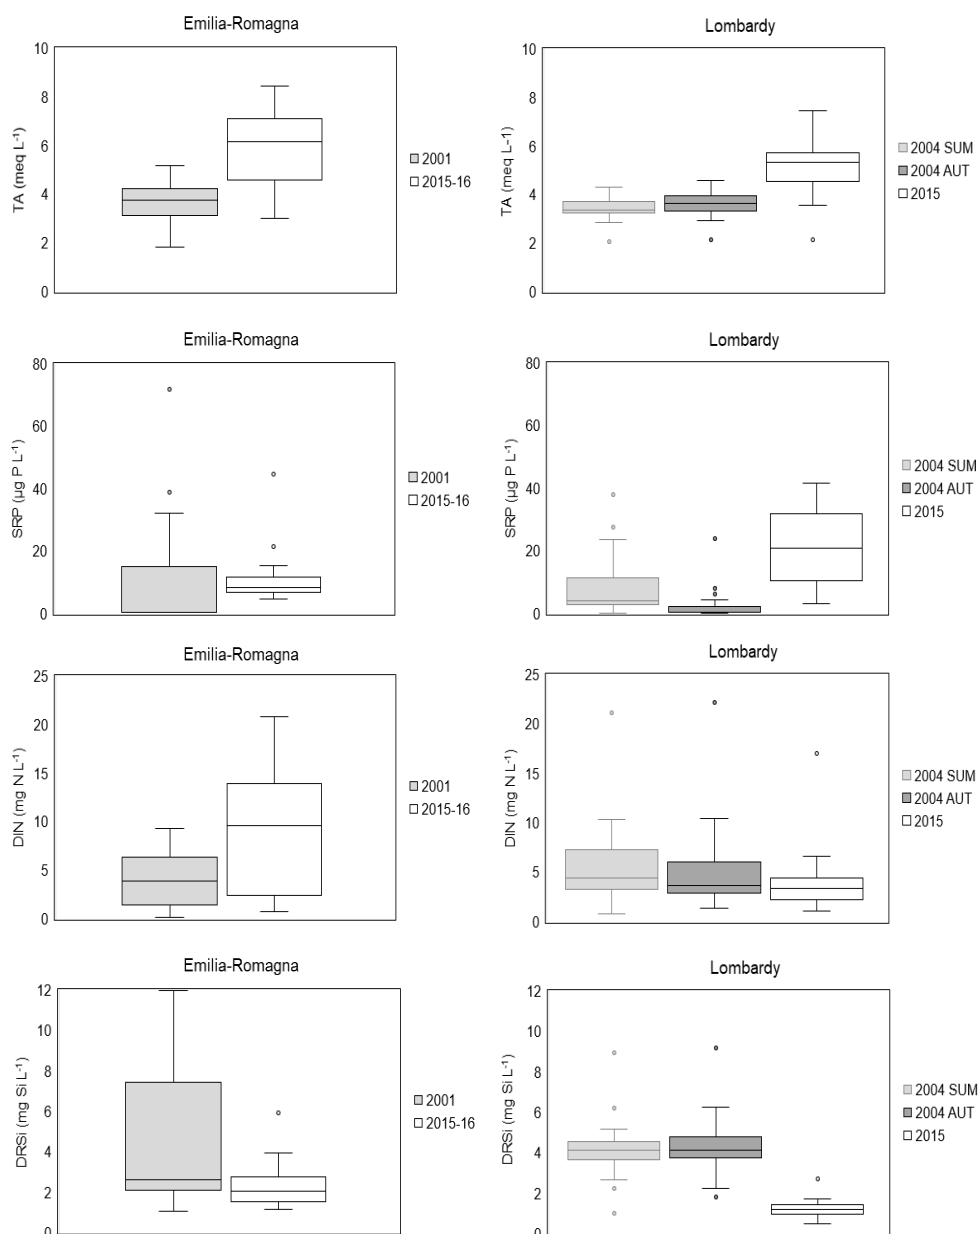 Emilia-Romagna
10
8
6
4
2
0
TA (meq L-1)
2001
2015-16
Lombardy
10
8
6
4
2
0
TA (meq L-1)
2004 SUM
2004 AUT
2015
Emilia-Romagna
80
60
40
20
0
SRP (µg P L-1)
2001
2015-16
Lombardy
80
60
40
20
0
SRP (µg P L-1)
2004 SUM
2004 AUT
2015
Emilia-Romagna
25
20
15
10
5
0
DIN (mg N L-1)
2001
2015-16
Lombardy
25
20
15
10
5
0
DIN (mg N L-1)
2004 SUM
2004 AUT
2015
Emilia-Romagna
12
10
8
6
4
2
0
DRSi (mg Si L-1)
2001
2015-16
Lombardy
12
10
8
6
4
2
0
DRSi (mg Si L-1)
2004 SUM
2004 AUT
2015